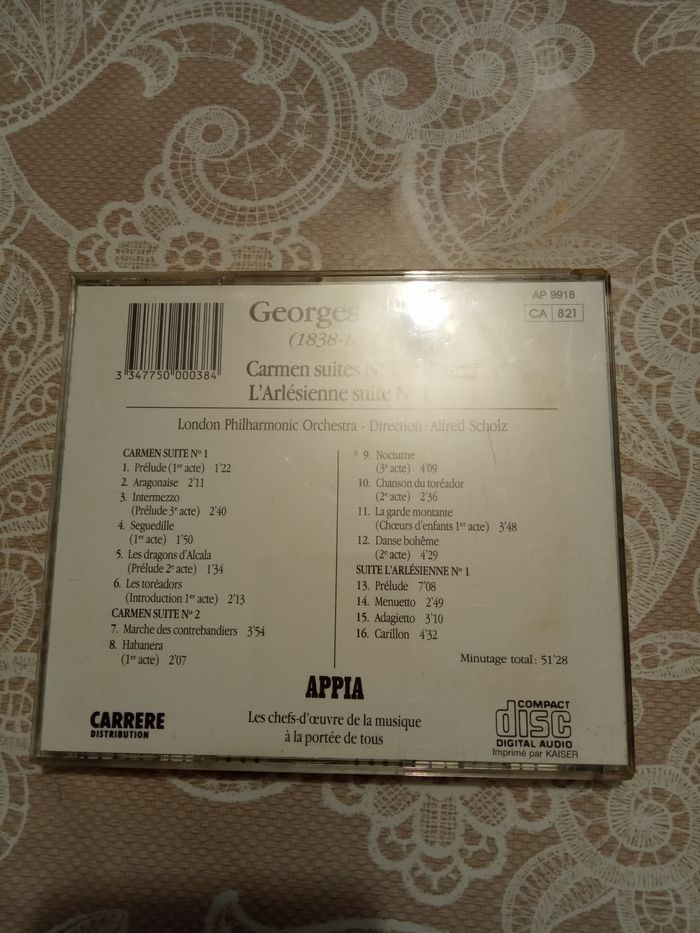 Georges
(1838-1
AP 9918
CA 821
3 347750 000384
Carmen suites N
L'Arlésienne suite N
London Philharmonic Orchestra - Direction : Alfred Scholz
CARMEN SUITE Nº 1
1. Prélude (1er acte) 1'22
2. Aragonaise 2'11
3. Intermezzo
(Prélude 3e acte) 2'40
4. Seguedille
(1er acte) 1'50
5. Les dragons d'Alcala
(Prélude 2e acte) 1'34
6. Les toréadors
(Introduction 1er acte) 2'13
CARMEN SUITE Nº 2
7. Marche des contrebandiers 3'54
8. Habanera
(1er acte) 2'07
9. Nocturne
(3e acte) 4'09
10. Chanson du toréador
(2e acte) 2'36
11. La garde montante
(Chœurs d'enfants 1er acte) 3'48
12. Danse bohême
(2e acte) 4'29
SUITE L'ARLÉSIENNE Nº 1
13. Prélude 7'08
14. Menuetto 2'49
15. Adagietto 3'10
16. Carillon 4'32
Minutage total : 51'28
APPIA
Les chefs-d'œuvre de la musique
à la portée de tous
CARRERE
DISTRIBUTION
COMPACT
disc
DIGITAL AUDIO
Imprimé par KAISER